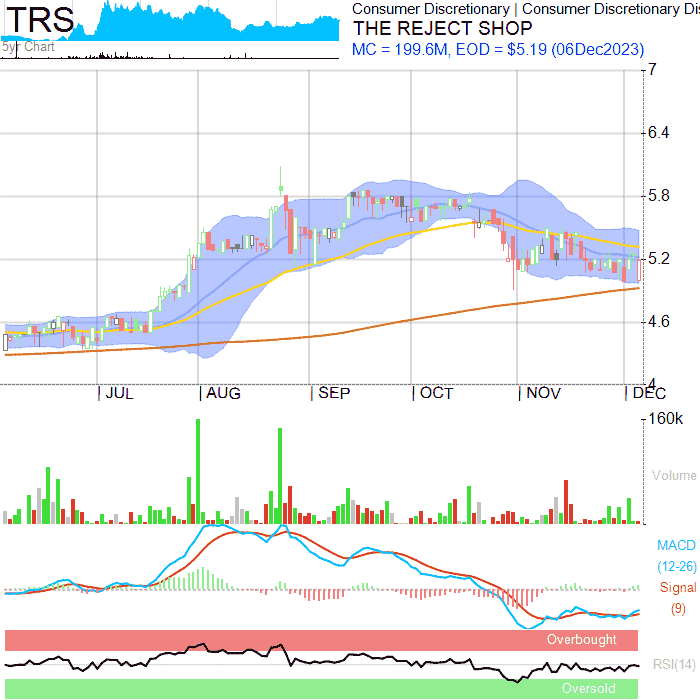 TRS
5yr Chart
Consumer Discretionary | Consumer Discretionary Dis
THE REJECT SHOP
MC = 199.6M, EOD = $5.19 (06Dec2023)
7
6.4
5.8
5.2
4.6
4
JUL AUG SEP OCT NOV DEC
160k
Volume
MACD
(12-26)
Signal
(9)
Overbought
RSI(14)
Oversold